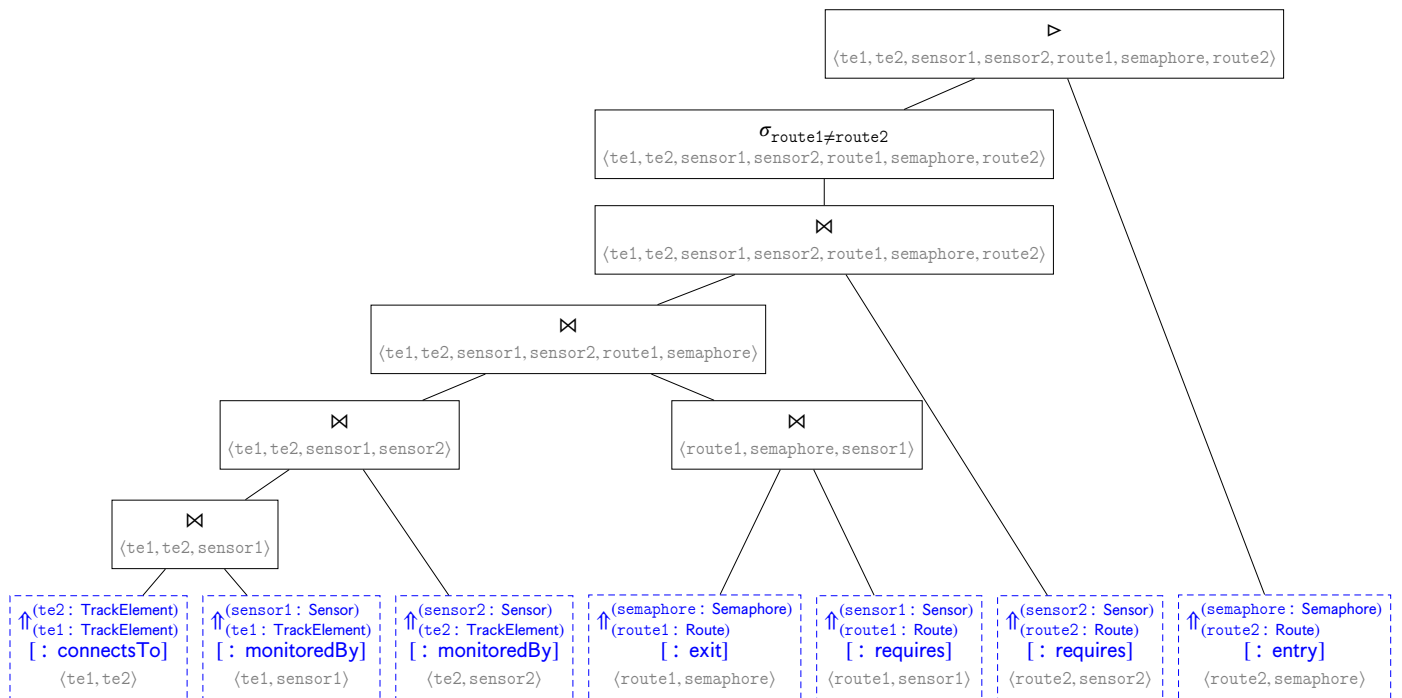 ▷
⟨te1, te2, sensor1, sensor2, route1, semaphore, route2⟩
σroute1≠route2
⟨te1, te2, sensor1, sensor2, route1, semaphore, route2⟩
⋈
⟨te1, te2, sensor1, sensor2, route1, semaphore, route2⟩
⋈
⟨te1, te2, sensor1, sensor2, route1, semaphore⟩
⋈
⟨te1, te2, sensor1, sensor2⟩
⋈
⟨route1, semaphore, sensor1⟩
⋈
⟨te1, te2, sensor1⟩
⇑(te2: TrackElement)
(te1: TrackElement)
[: connectsTo]
⟨te1, te2⟩
⇑(sensor1: Sensor)
(te1: TrackElement)
[: monitoredBy]
⟨te1, sensor1⟩
⇑(sensor2: Sensor)
(te2: TrackElement)
[: monitoredBy]
⟨te2, sensor2⟩
⇑(semaphore: Semaphore)
(route1: Route)
[: exit]
⟨route1, semaphore⟩
⇑(sensor1: Sensor)
(route1: Route)
[: requires]
⟨route1, sensor1⟩
⇑(sensor2: Sensor)
(route2: Route)
[: requires]
⟨route2, sensor2⟩
⇑(semaphore: Semaphore)
(route2: Route)
[: entry]
⟨route2, semaphore⟩